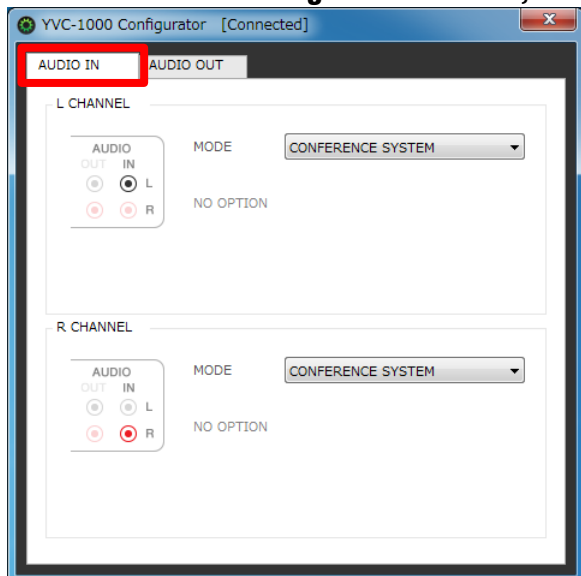 YVC-1000 Configurator [Connected]
x
AUDIO IN
AUDIO OUT
L CHANNEL
AUDIO
OUT IN
L
R
MODE
CONFERENCE SYSTEM
NO OPTION
R CHANNEL
AUDIO
OUT IN
L
R
MODE
CONFERENCE SYSTEM
NO OPTION